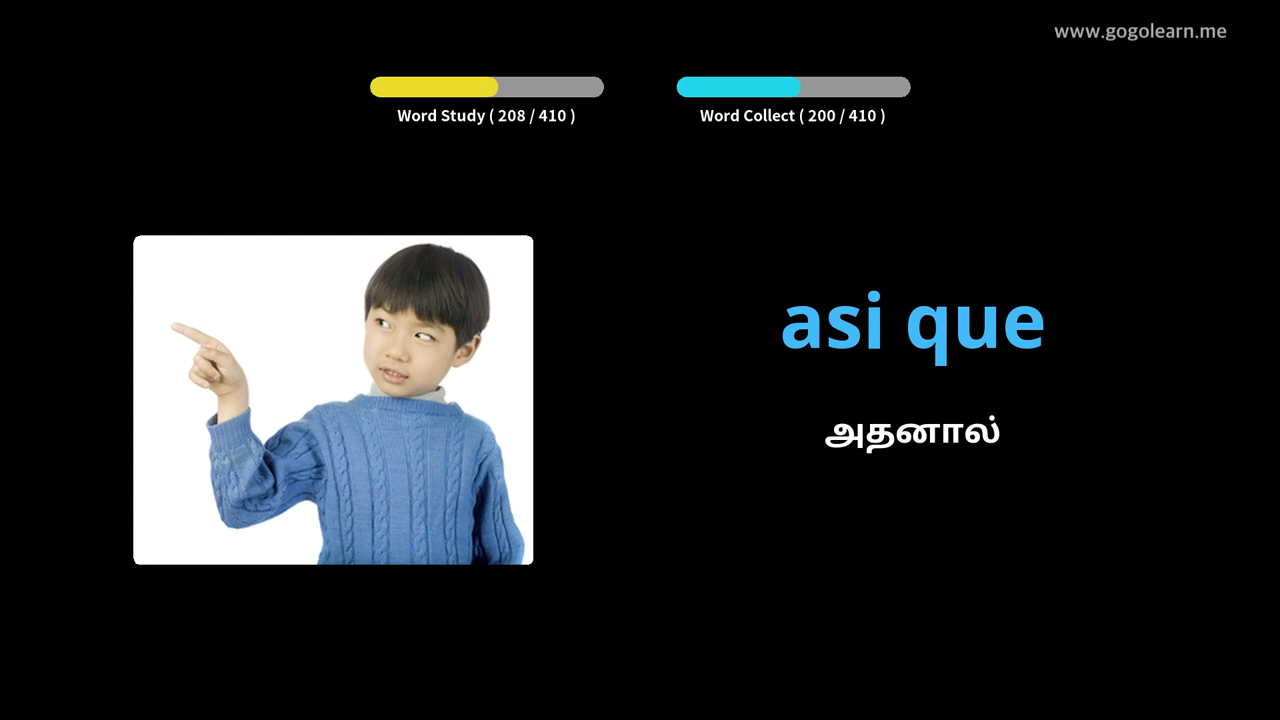 www.gogolearn.me
Word Study ( 208 / 410 )
Word Collect ( 200 / 410 )
asi que
அதனால்